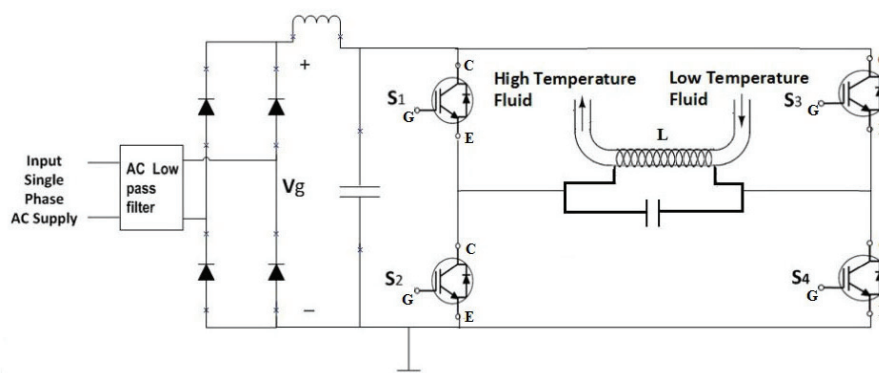 Input
Single
Phase
AC Supply
AC Low
pass
filter
+
Vg
−
S1
C
G
E
S2
C
G
E
High Temperature
Fluid
Low Temperature
Fluid
L
S3
G
S4
G